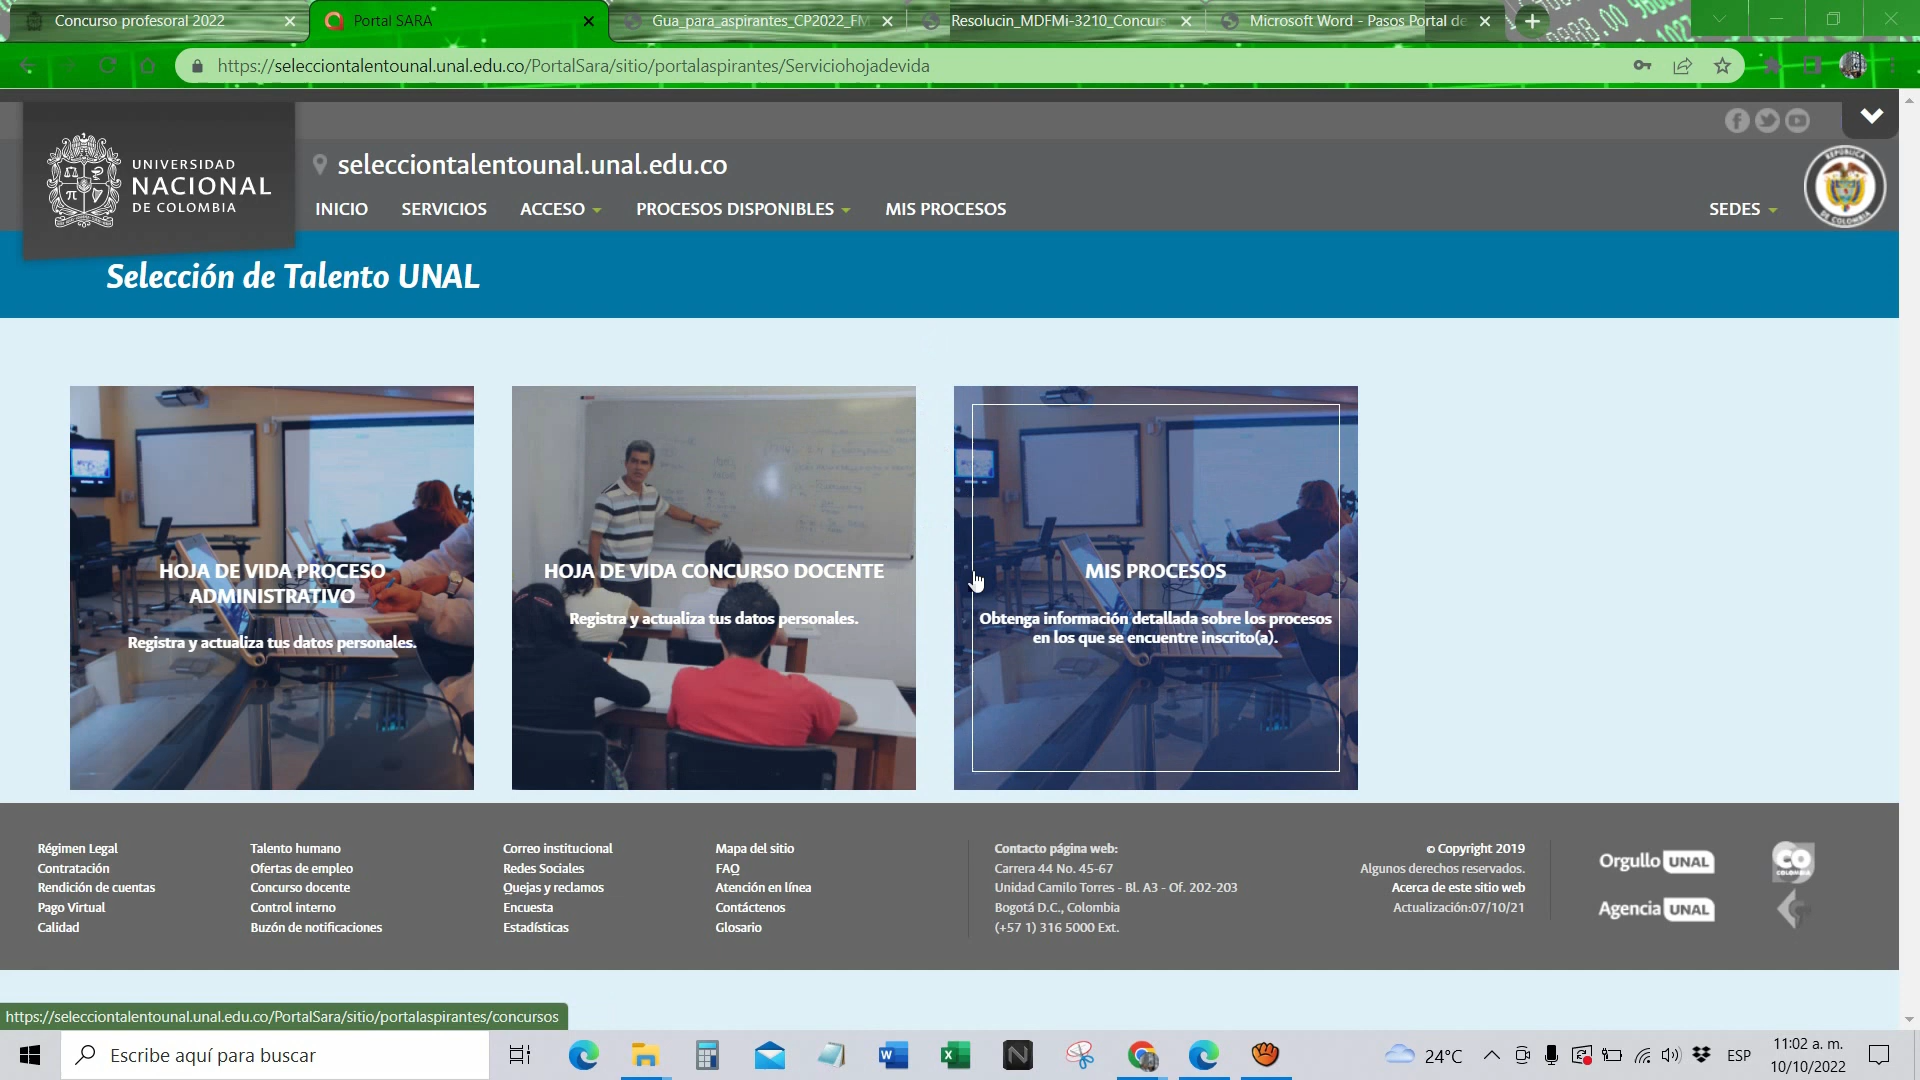 Concurso profesoral 2022
Portal SARA
Gua_para_aspirantes_CP2022_FM
Resolucin_MDFMi-3210_Concurs
Microsoft Word - Pasos Portal de
https://selecciontalentounal.unal.edu.co/PortalSara/sitio/portalaspirantes/Serviciohojadevida
UNIVERSIDAD
NACIONAL
DE COLOMBIA
selecciontalentounal.unal.edu.co
INICIO
SERVICIOS
ACCESO
PROCESOS DISPONIBLES
MIS PROCESOS
SEDES
Selección de Talento UNAL
HOJA DE VIDA PROCESO
ADMINISTRATIVO
Registra y actualiza tus datos personales.
HOJA DE VIDA CONCURSO DOCENTE
Registra y actualiza tus datos personales.
MIS PROCESOS
Obtenga información detallada sobre los procesos
en los que se encuentre inscrito(a).
Régimen Legal
Contratación
Rendición de cuentas
Pago Virtual
Calidad
Talento humano
Ofertas de empleo
Concurso docente
Control interno
Buzón de notificaciones
Correo institucional
Redes Sociales
Quejas y reclamos
Encuesta
Estadísticas
Mapa del sitio
FAQ
Atención en línea
Contáctenos
Glosario
Contacto página web:
Carrera 44 No. 45-67
Unidad Camilo Torres - Bl. A3 - Of. 202-203
Bogotá D.C., Colombia
(+57 1) 316 5000 Ext.
© Copyright 2019
Algunos derechos reservados.
Acerca de este sitio web
Actualización:07/10/21
Orgullo UNAL
Agencia UNAL
CO
COLOMBIA
https://selecciontalentounal.unal.edu.co/PortalSara/sitio/portalaspirantes/concursos
Escribe aquí para buscar
24°C
ESP
11:02 a. m.
10/10/2022